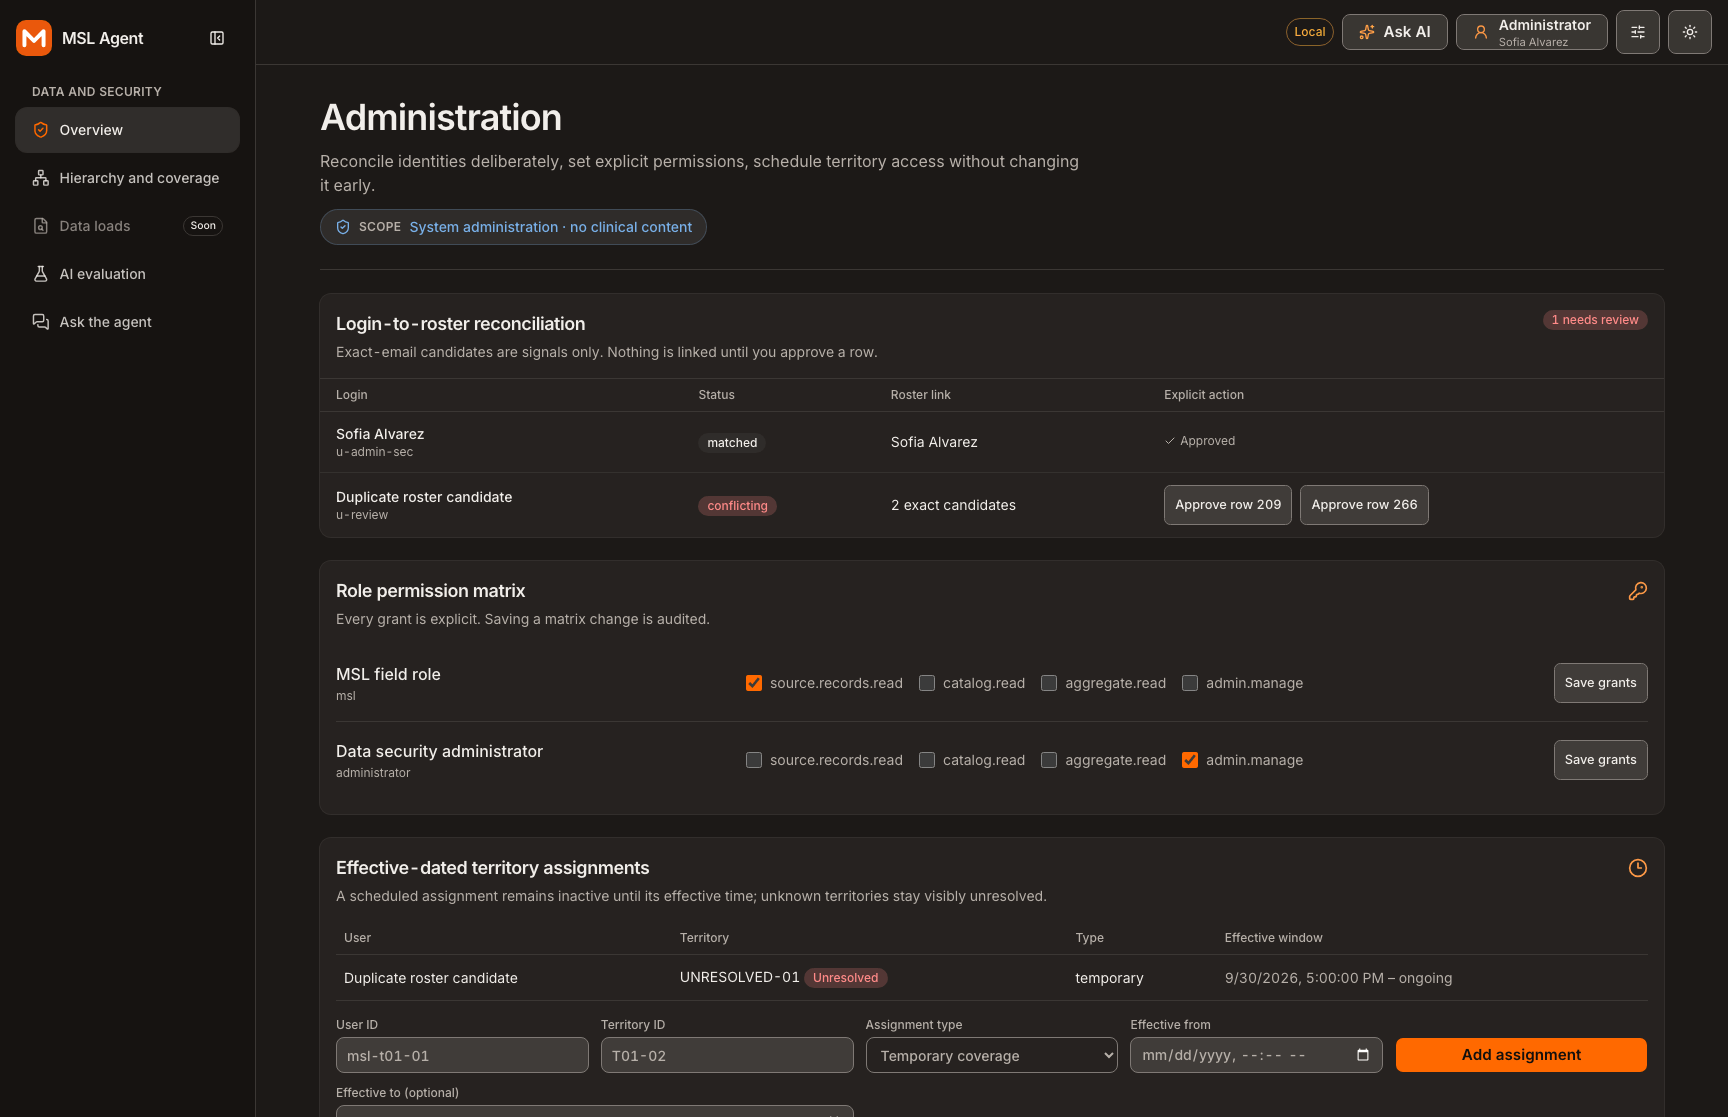 MSL Agent
Local
Ask AI
Administrator
Sofia Alvarez
DATA AND SECURITY
Overview
Hierarchy and coverage
Data loads Soon
AI evaluation
Ask the agent
Administration
Reconcile identities deliberately, set explicit permissions, schedule territory access without changing
it early.
SCOPE System administration · no clinical content
Login-to-roster reconciliation
1 needs review
Exact-email candidates are signals only. Nothing is linked until you approve a row.
Login Status Roster link Explicit action
Sofia Alvarez
u-admin-sec
matched
Sofia Alvarez
Approved
Duplicate roster candidate
u-review
conflicting
2 exact candidates
Approve row 209 Approve row 266
Role permission matrix
Every grant is explicit. Saving a matrix change is audited.
MSL field role
msl
source.records.read catalog.read aggregate.read admin.manage
Save grants
Data security administrator
administrator
source.records.read catalog.read aggregate.read admin.manage
Save grants
Effective-dated territory assignments
A scheduled assignment remains inactive until its effective time; unknown territories stay visibly unresolved.
User Territory Type Effective window
Duplicate roster candidate UNRESOLVED-01 Unresolved temporary 9/30/2026, 5:00:00 PM – ongoing
User ID Territory ID Assignment type Effective from
msl-t01-01 T01-02 Temporary coverage mm/dd/yyyy, --:-- -- Add assignment
Effective to (optional)